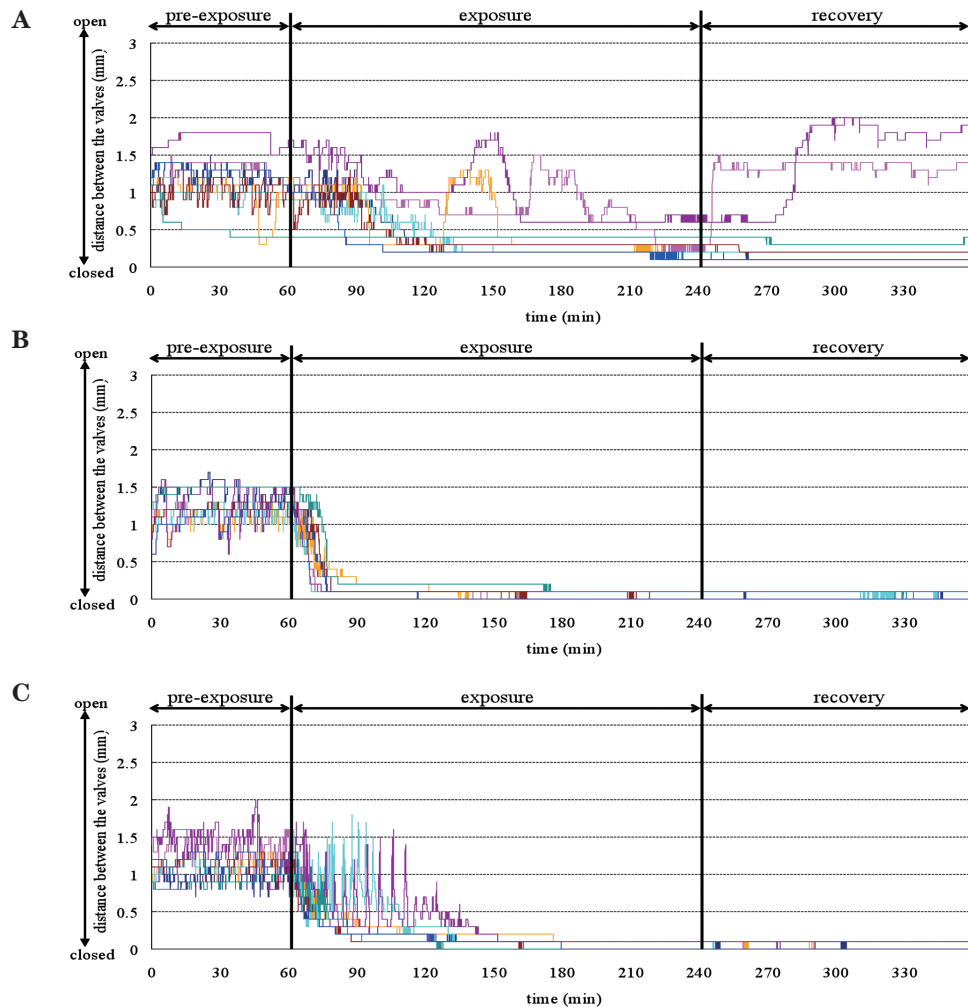 A
open
pre-exposure exposure recovery
distance between the valves (mm)
3
2.5
2
1.5
1
0.5
0
closed
0 30 60 90 120 150 180 210 240 270 300 330
time (min)
B
open
pre-exposure exposure recovery
distance between the valves (mm)
3
2.5
2
1.5
1
0.5
0
closed
0 30 60 90 120 150 180 210 240 270 300 330
time (min)
C
open
pre-exposure exposure recovery
distance between the valves (mm)
3
2.5
2
1.5
1
0.5
0
closed
0 30 60 90 120 150 180 210 240 270 300 330
time (min)